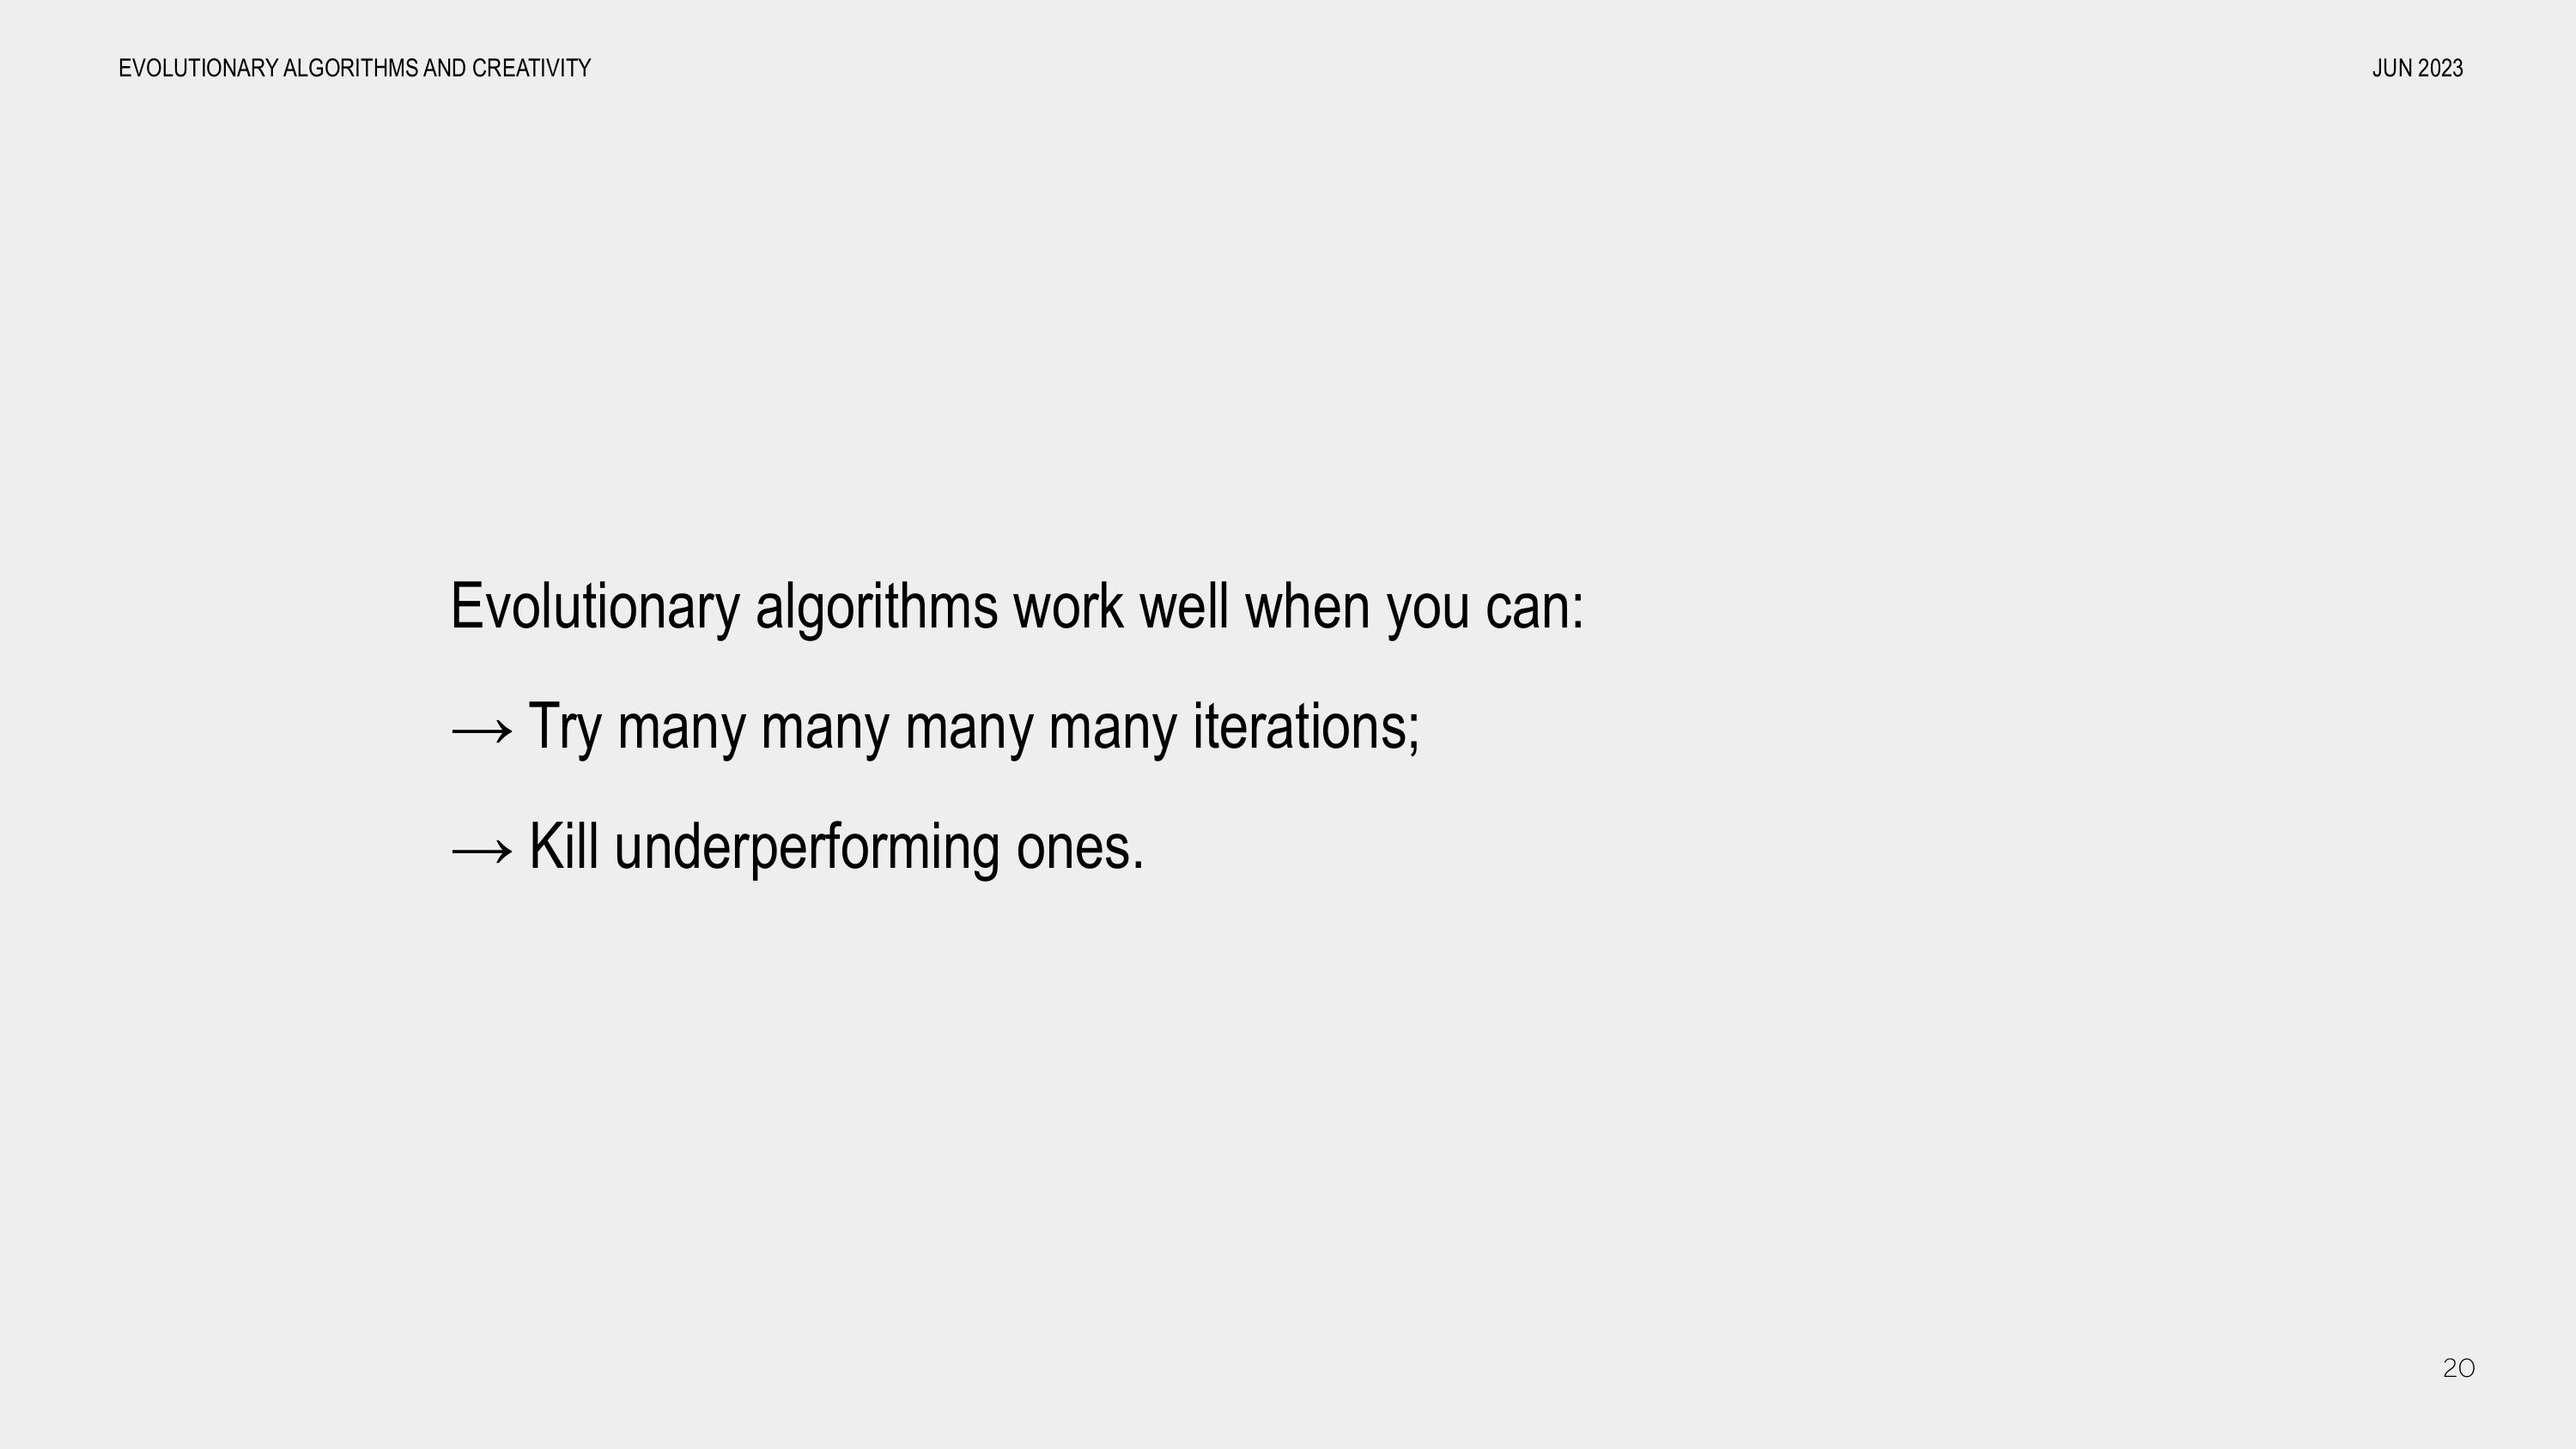 EVOLUTIONARY ALGORITHMS AND CREATIVITY
JUN 2023
Evolutionary algorithms work well when you can:
→ Try many many many many iterations;
→ Kill underperforming ones.
20